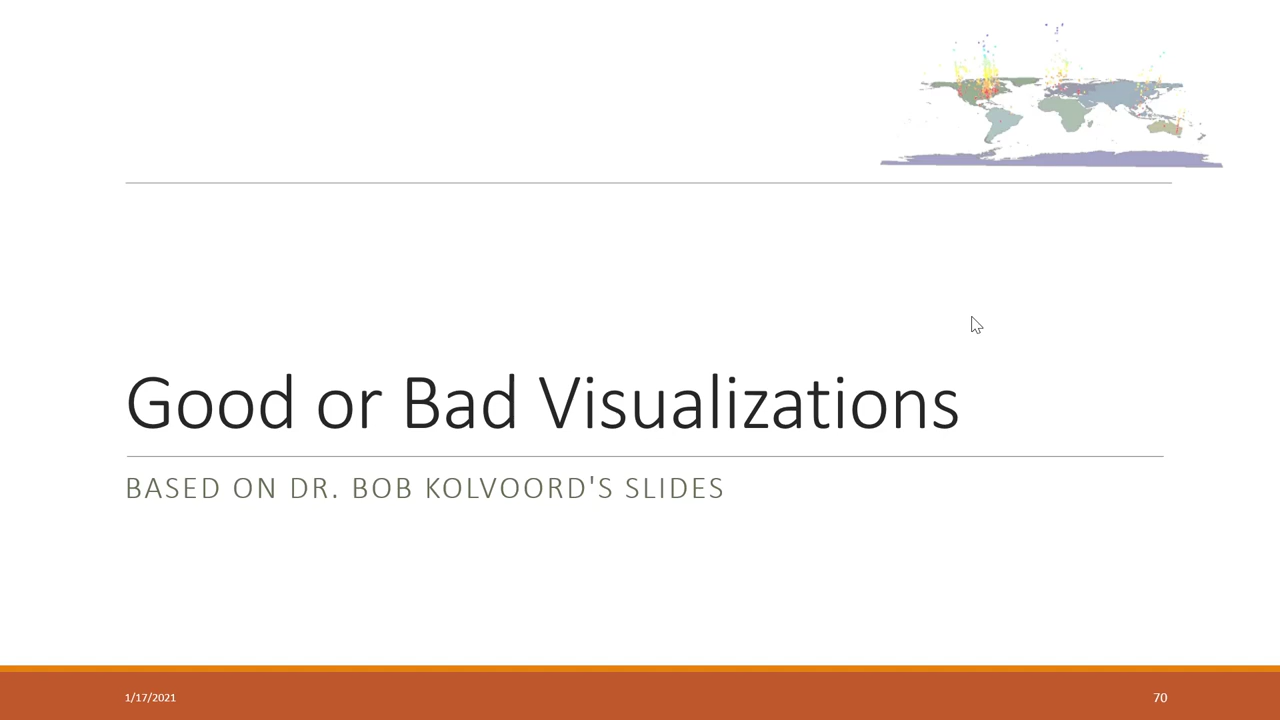 Good or Bad Visualizations
BASED ON DR. BOB KOLVOORD'S SLIDES
1/17/2021
70